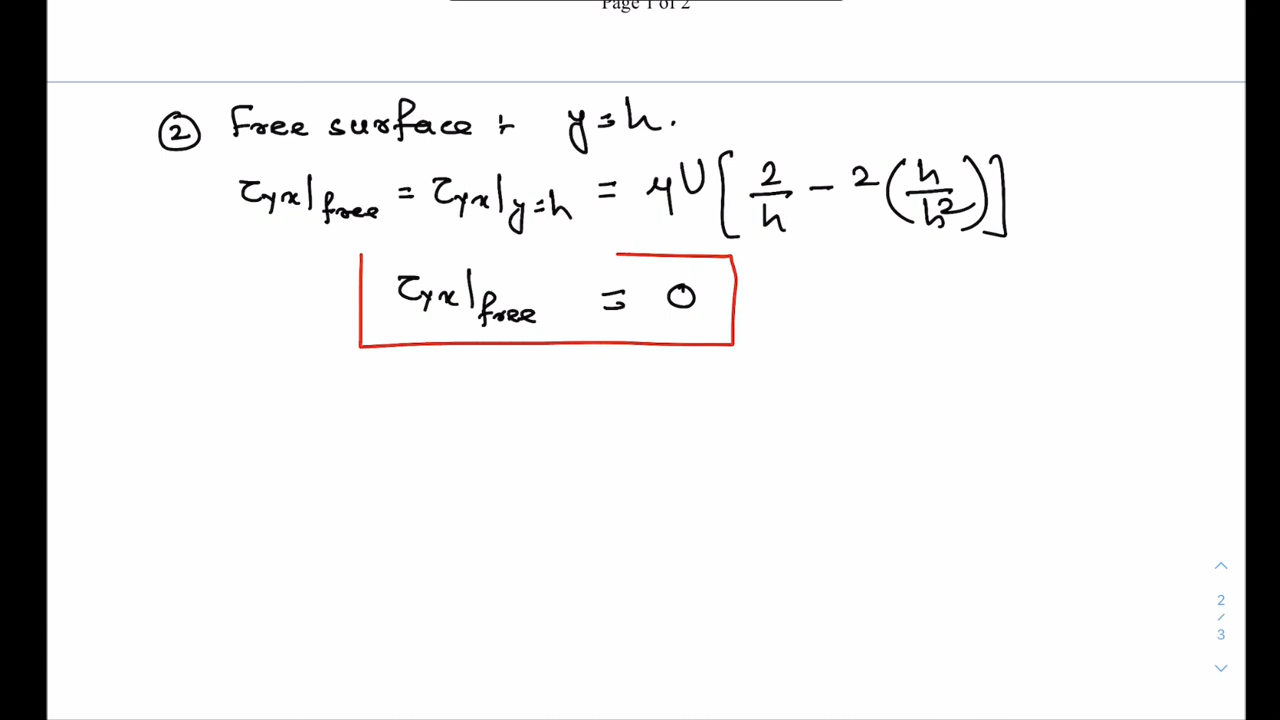 Page 1 of 2
② Free surface : y = h.
τyx|free = τyx|y=h = μU [ 2/h - 2 (h/h²) ]
τyx|free = 0
2
/
3